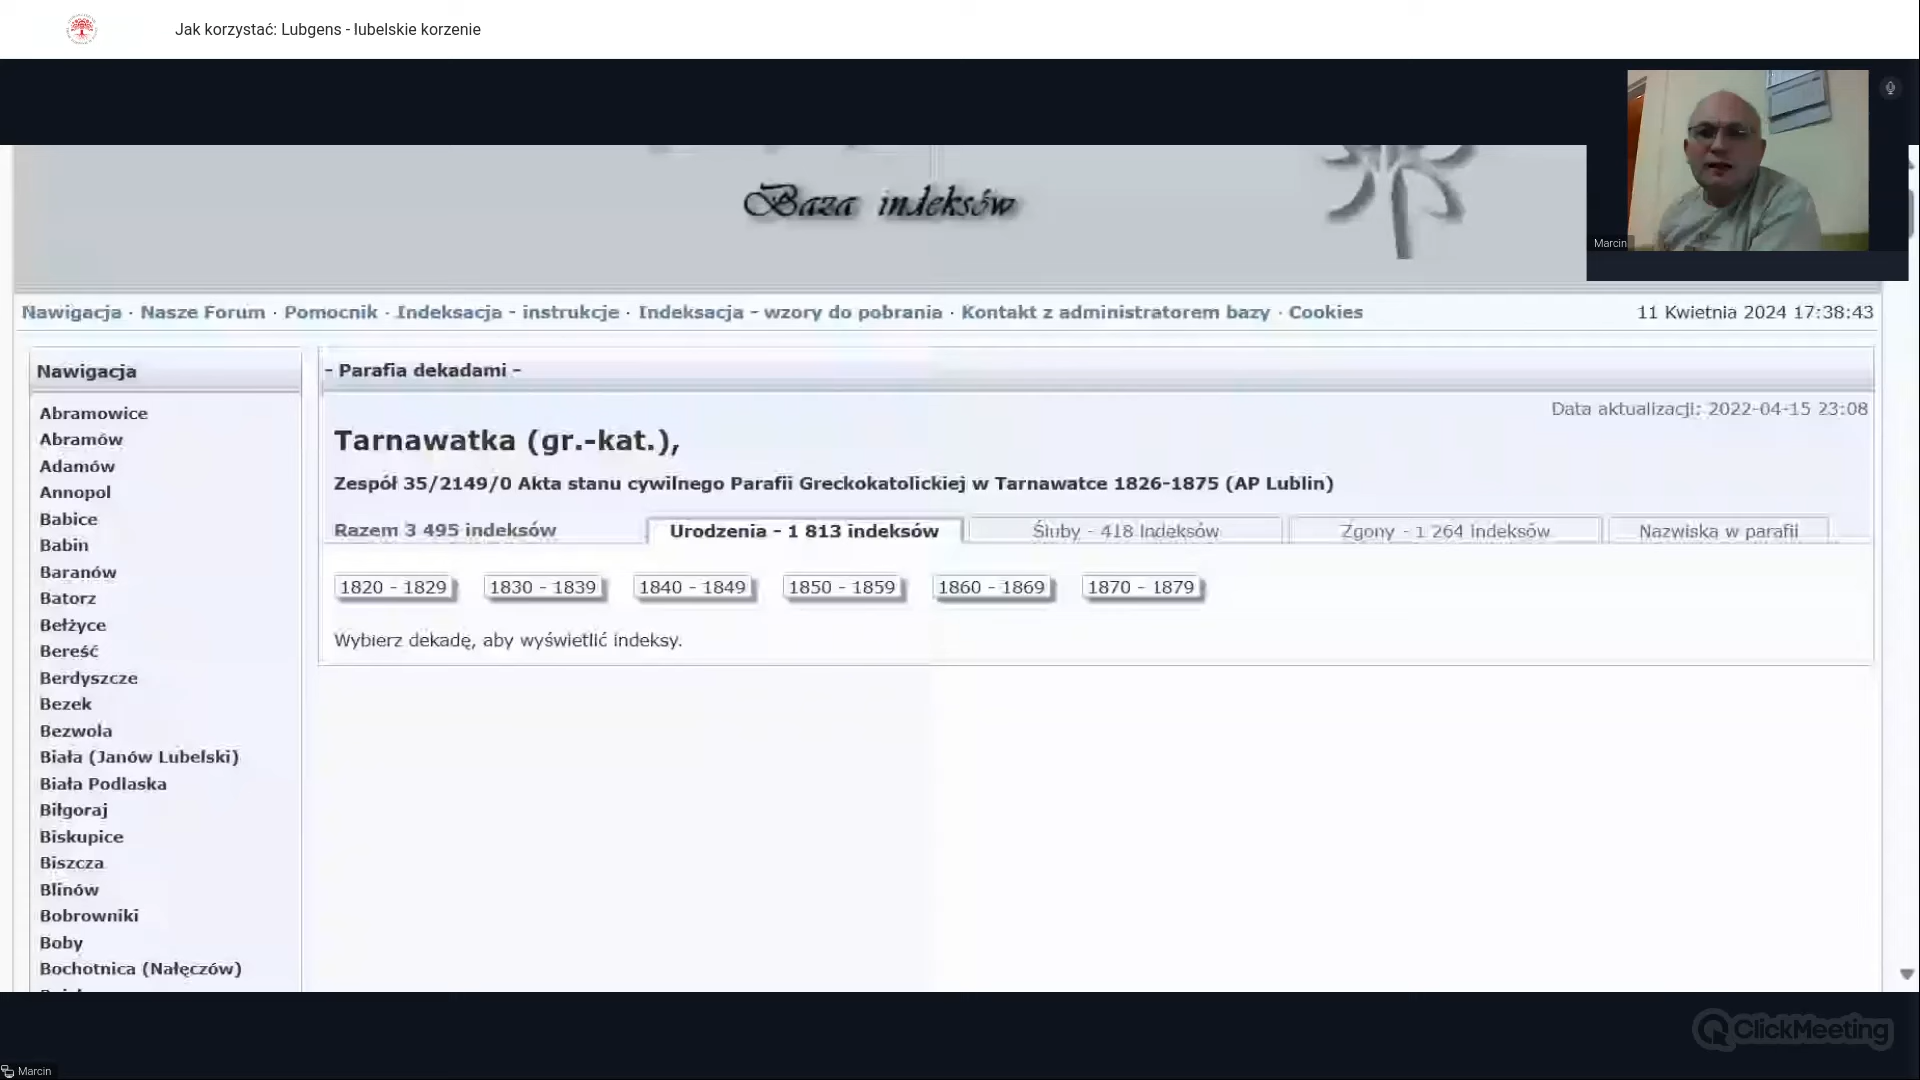 Jak korzystać: Lubgens - lubelskie korzenie
Marcin
Baza indeksów
Nawigacja · Nasze Forum · Pomocnik · Indeksacja - instrukcje · Indeksacja - wzory do pobrania · Kontakt z administratorem bazy · Cookies
11 Kwietnia 2024 17:38:43
Nawigacja
Abramowice
Abramów
Adamów
Annopol
Babice
Babin
Baranów
Batorz
Bełżyce
Bereść
Berdyszcze
Bezek
Bezwola
Biała (Janów Lubelski)
Biała Podlaska
Biłgoraj
Biskupice
Biszcza
Blinów
Bobrowniki
Boby
Bochotnica (Nałęczów)
- Parafia dekadami -
Data aktualizacji: 2022-04-15 23:08
Tarnawatka (gr.-kat.),
Zespół 35/2149/0 Akta stanu cywilnego Parafii Greckokatolickiej w Tarnawatce 1826-1875 (AP Lublin)
Razem 3 495 indeksów
Urodzenia - 1 813 indeksów
Śluby - 418 indeksów
Zgony - 1 264 indeksów
Nazwiska w parafii
1820 - 1829
1830 - 1839
1840 - 1849
1850 - 1859
1860 - 1869
1870 - 1879
Wybierz dekadę, aby wyświetlić indeksy.
ClickMeeting
Marcin